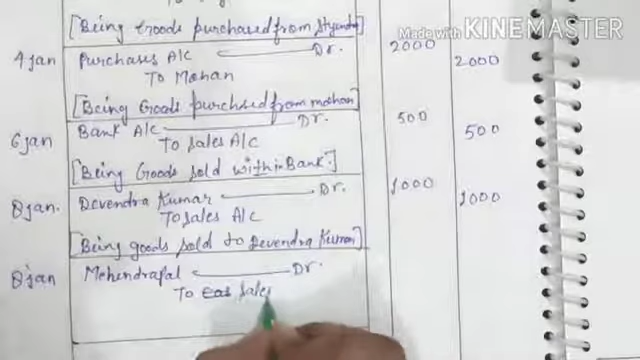 [Being Goods purchased from
Made with KINEMASTER
4 Jan Purchases A/c Dr. 2000
To Mohan 2000
[Being Goods purchased from mohan]
6 Jan Bank A/c Dr. 500
To Sales A/c 500
[Being Goods sold with in Bank.]
8 Jan. Devendra Kumar Dr. 1000
To Sales A/c 1000
[Being goods sold to Devendra Kumar]
8 Jan Mahendrapal Dr.
To Sales